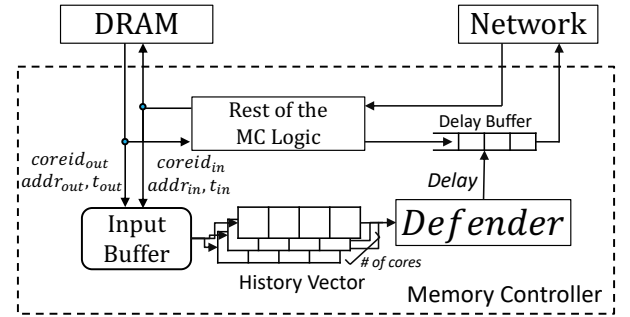 DRAM
Network
Rest of the
MC Logic
Delay Buffer
coreid_out
addr_out, t_out
coreid_in
addr_in, t_in
Delay
Input
Buffer
Defender
# of cores
History Vector
Memory Controller